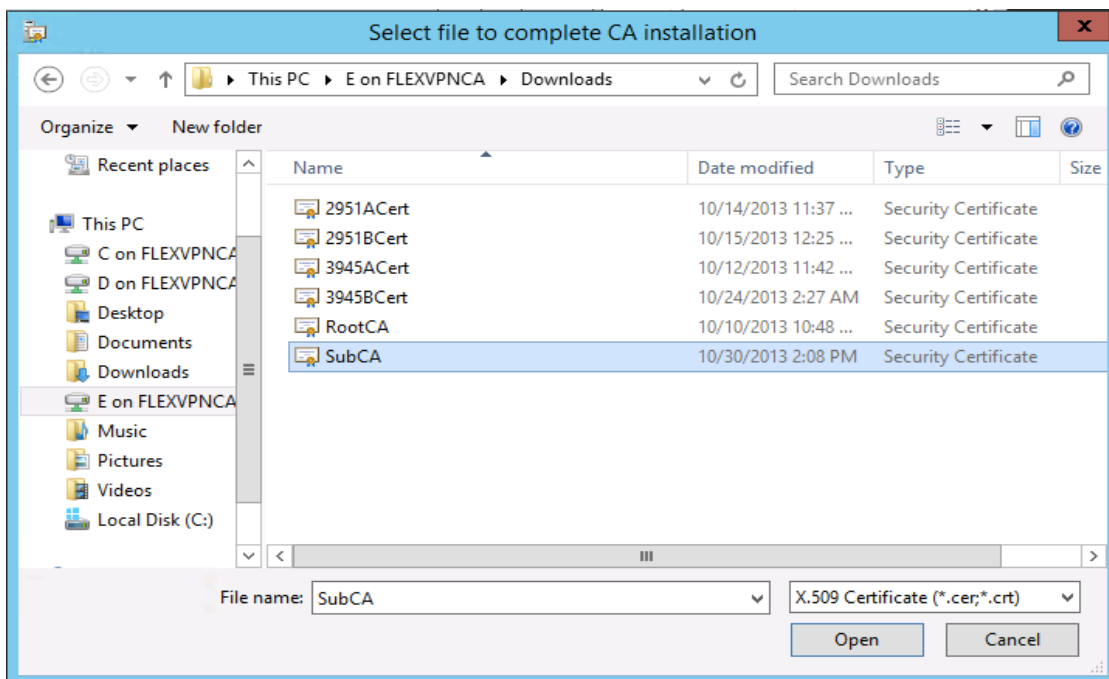 Select file to complete CA installation
x
This PC ▸ E on FLEXVPNCA ▸ Downloads
Search Downloads
Organize
New folder
Recent places
This PC
C on FLEXVPNCA
D on FLEXVPNCA
Desktop
Documents
Downloads
E on FLEXVPNCA
Music
Pictures
Videos
Local Disk (C:)
Name Date modified Type Size
2951ACert 10/14/2013 11:37 ... Security Certificate
2951BCert 10/15/2013 12:25 ... Security Certificate
3945ACert 10/12/2013 11:42 ... Security Certificate
3945BCert 10/24/2013 2:27 AM Security Certificate
RootCA 10/10/2013 10:48 ... Security Certificate
SubCA 10/30/2013 2:08 PM Security Certificate
File name: SubCA
X.509 Certificate (*.cer;*.crt)
Open
Cancel